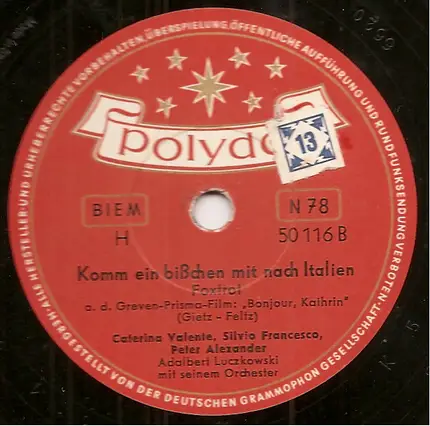 ALLE HERSTELLER- UND URHEBERRECHTE VORBEHALTEN ÜBERSPIELUNG, ÖFFENTLICHE AUFFÜHRUNG UND RUNDFUNKSENDUNG VERBOTEN
Polydo
13
BIEM
N 78
H
50 116 B
Komm ein bißchen mit nach Italien
Foxtrot
a. d. Greven-Prisma-Film: „Bonjour, Kathrin"
(Gietz - Feltz)
Caterina Valente, Silvio Francesco,
Peter Alexander
Adalbert Luczkowski
mit seinem Orchester
HERGESTELLT VON DER DEUTSCHEN GRAMMOPHON GESELLSCHAFT